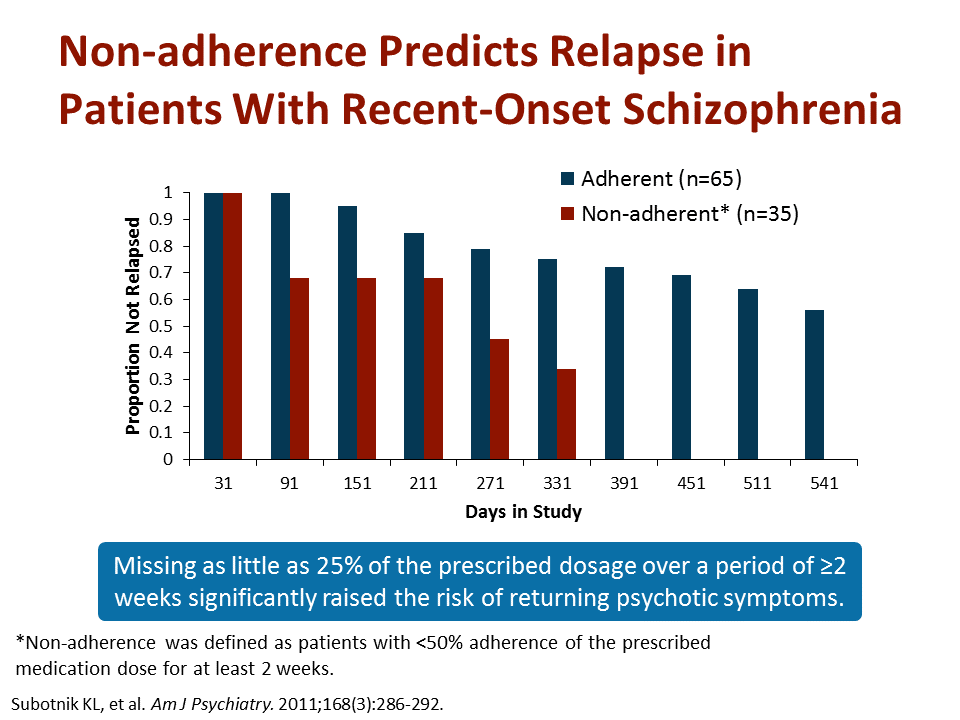 Non-adherence Predicts Relapse in
Patients With Recent-Onset Schizophrenia
Adherent (n=65)
Non-adherent* (n=35)
Proportion Not Relapsed
1
0.9
0.8
0.7
0.6
0.5
0.4
0.3
0.2
0.1
0
31 91 151 211 271 331 391 451 511 541
Days in Study
Missing as little as 25% of the prescribed dosage over a period of ≥2
weeks significantly raised the risk of returning psychotic symptoms.
*Non-adherence was defined as patients with <50% adherence of the prescribed
medication dose for at least 2 weeks.
Subotnik KL, et al. Am J Psychiatry. 2011;168(3):286-292.